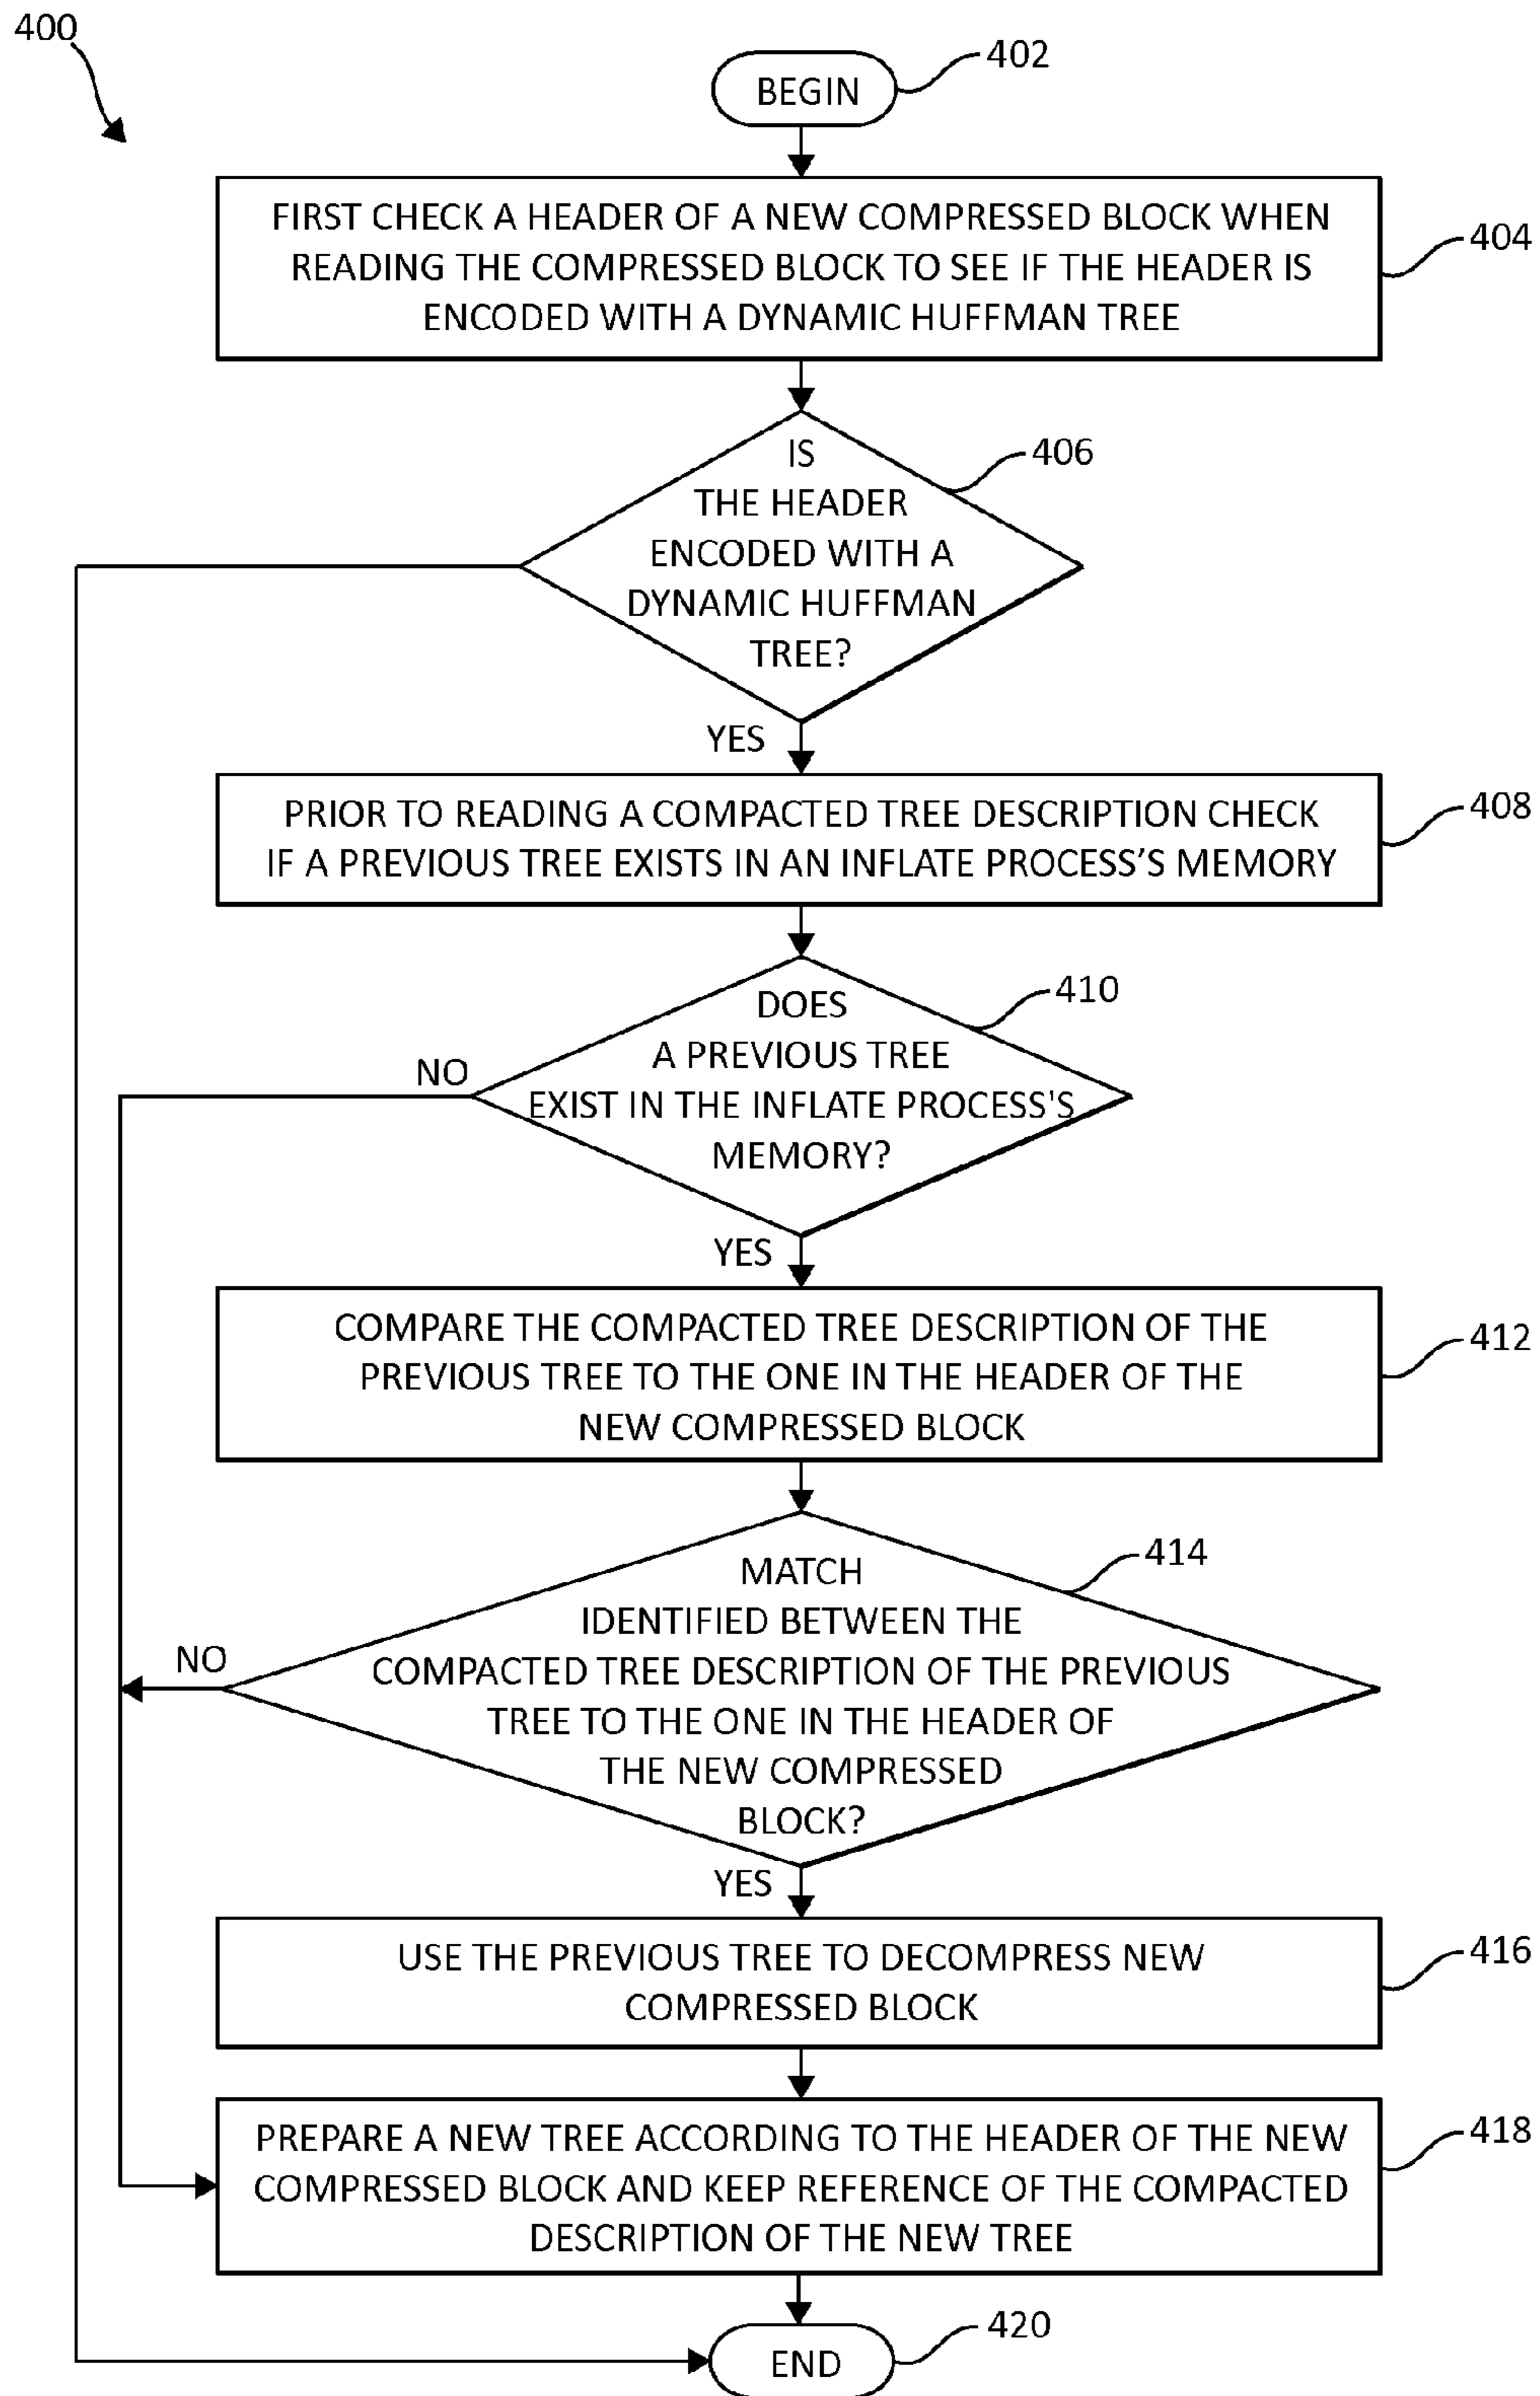 400
BEGIN
402
FIRST CHECK A HEADER OF A NEW COMPRESSED BLOCK WHEN
READING THE COMPRESSED BLOCK TO SEE IF THE HEADER IS
ENCODED WITH A DYNAMIC HUFFMAN TREE
404
IS
THE HEADER
ENCODED WITH A
DYNAMIC HUFFMAN
TREE?
406
YES
PRIOR TO READING A COMPACTED TREE DESCRIPTION CHECK
IF A PREVIOUS TREE EXISTS IN AN INFLATE PROCESS'S MEMORY
408
DOES
A PREVIOUS TREE
EXIST IN THE INFLATE PROCESS'S
MEMORY?
410
NO
YES
COMPARE THE COMPACTED TREE DESCRIPTION OF THE
PREVIOUS TREE TO THE ONE IN THE HEADER OF THE
NEW COMPRESSED BLOCK
412
MATCH
IDENTIFIED BETWEEN THE
COMPACTED TREE DESCRIPTION OF THE PREVIOUS
TREE TO THE ONE IN THE HEADER OF
THE NEW COMPRESSED
BLOCK?
414
NO
YES
USE THE PREVIOUS TREE TO DECOMPRESS NEW
COMPRESSED BLOCK
416
PREPARE A NEW TREE ACCORDING TO THE HEADER OF THE NEW
COMPRESSED BLOCK AND KEEP REFERENCE OF THE COMPACTED
DESCRIPTION OF THE NEW TREE
418
END
420